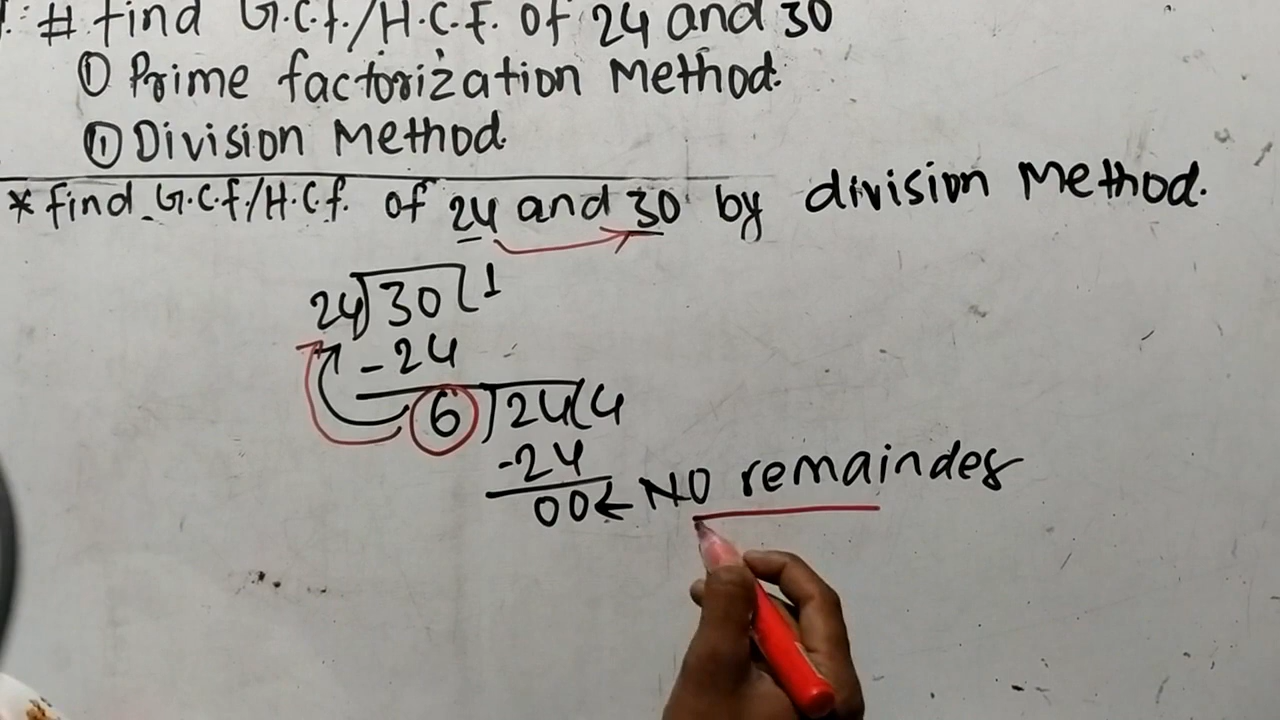 # find G.C.f./H.C.F. of 24 and 30
① Prime factorization Method.
① Division Method.
* find G.C.f./H.C.f. of 24 and 30 by division Method.
24)30(1
-24
6)24(4
-24
00← NO remainder